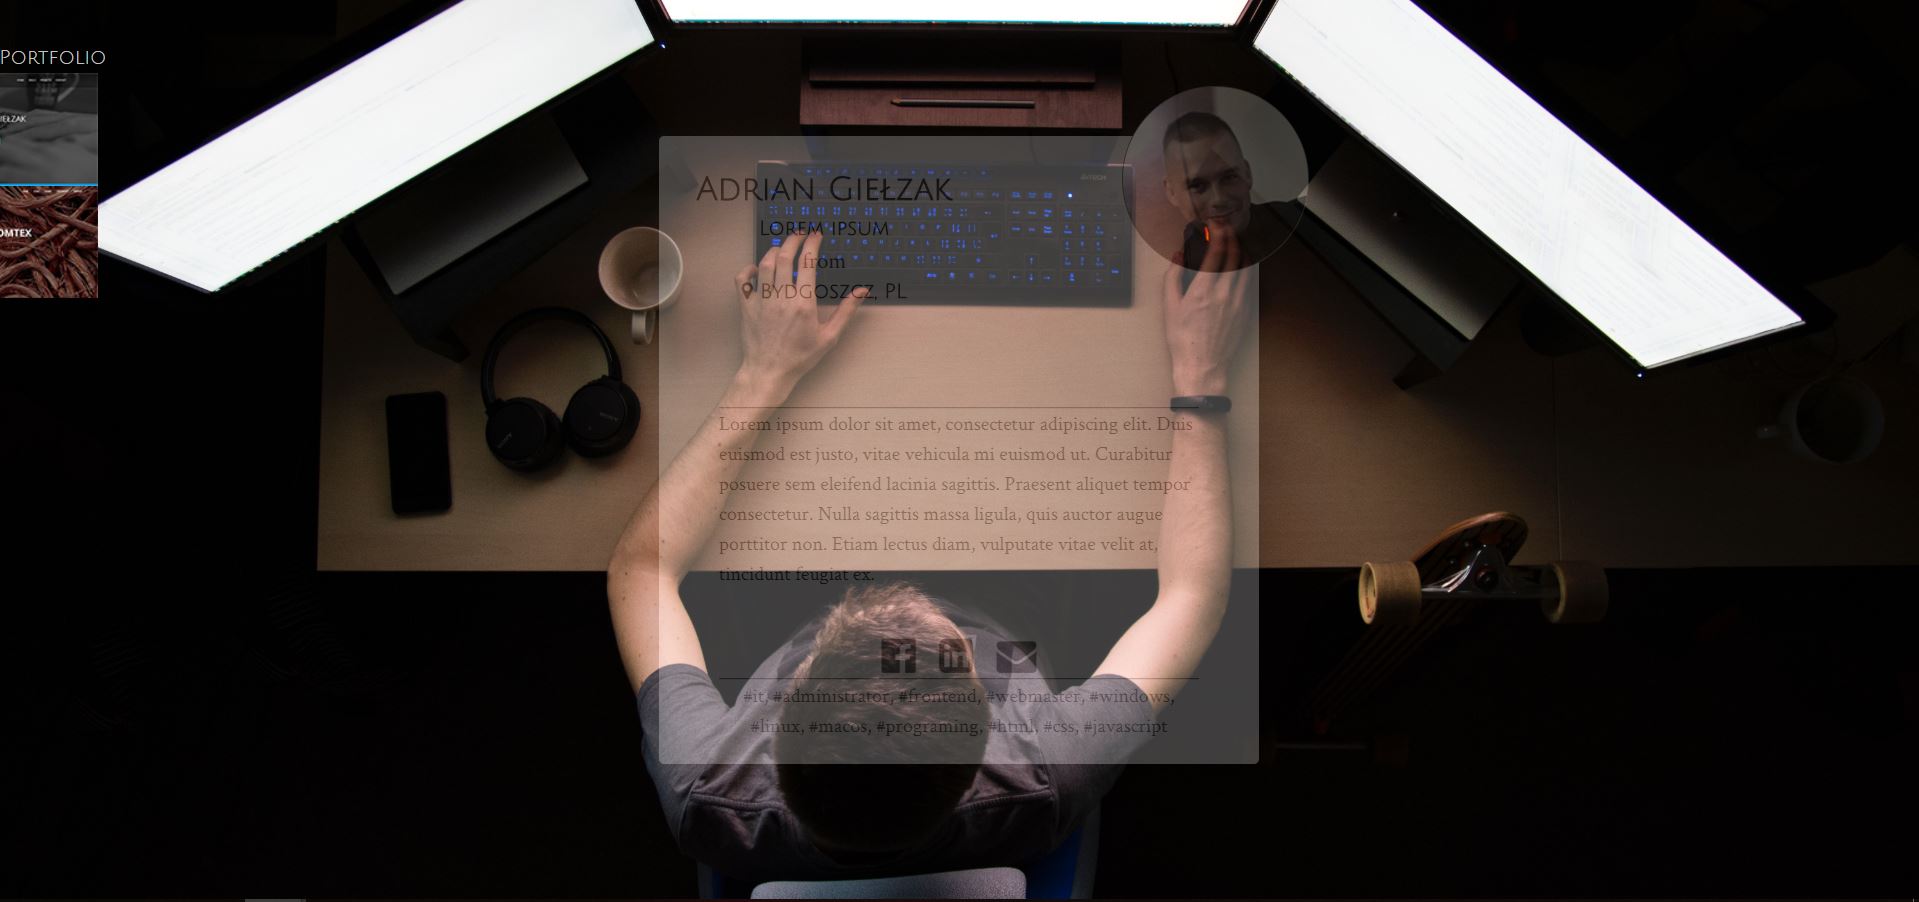 PORTFOLIO
IEŁZAK
OMTEX
ADRIAN GIEŁZAK
LOREM IPSUM
from
BYDGOSZCZ, PL
Lorem ipsum dolor sit amet, consectetur adipiscing elit. Duis
euismod est justo, vitae vehicula mi euismod ut. Curabitur
posuere sem eleifend lacinia sagittis. Praesent aliquet tempor
consectetur. Nulla sagittis massa ligula, quis auctor augue
porttitor non. Etiam lectus diam, vulputate vitae velit at,
tincidunt feugiat ex.
#it, #administrator, #frontend, #webmaster, #windows,
#linux, #macos, #programing, #html, #css, #javascript